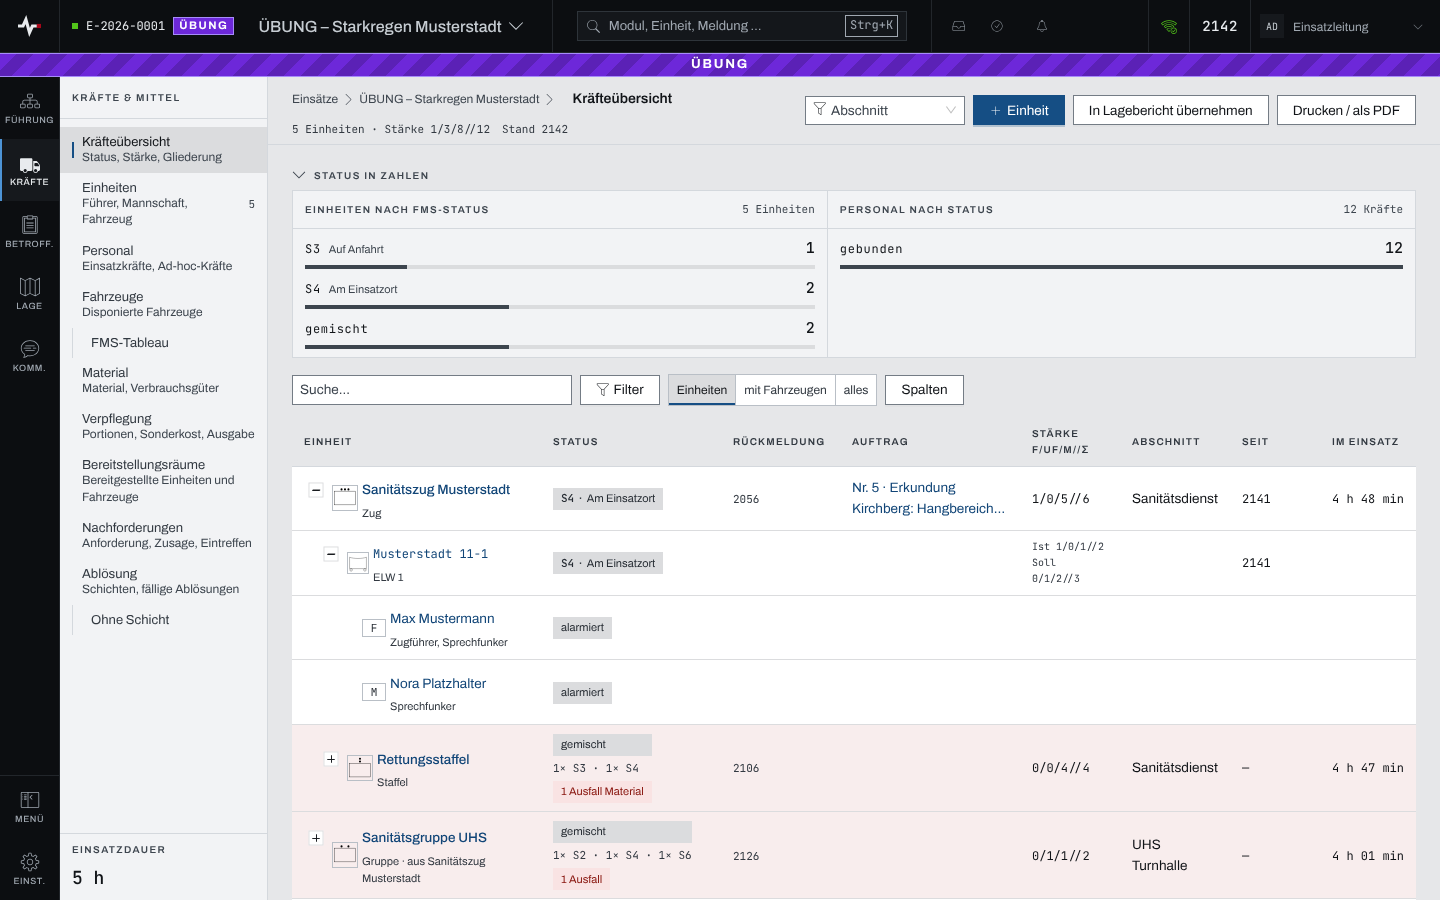 E-2026-0001 ÜBUNG ÜBUNG – Starkregen Musterstadt Modul, Einheit, Meldung ... Strg+K 2142 AD Einsatzleitung
ÜBUNG
FÜHRUNG
KRÄFTE
BETROFF.
LAGE
KOMM.
MENÜ
EINST.
KRÄFTE & MITTEL
Kräfteübersicht
Status, Stärke, Gliederung
Einheiten
Führer, Mannschaft,
Fahrzeug
5
Personal
Einsatzkräfte, Ad-hoc-Kräfte
Fahrzeuge
Disponierte Fahrzeuge
FMS-Tableau
Material
Material, Verbrauchsgüter
Verpflegung
Portionen, Sonderkost, Ausgabe
Bereitstellungsräume
Bereitgestellte Einheiten und
Fahrzeuge
Nachforderungen
Anforderung, Zusage, Eintreffen
Ablösung
Schichten, fällige Ablösungen
Ohne Schicht
EINSATZDAUER
5 h
Einsätze ÜBUNG – Starkregen Musterstadt Kräfteübersicht
5 Einheiten · Stärke 1/3/8//12 Stand 2142
Abschnitt + Einheit In Lagebericht übernehmen Drucken / als PDF
STATUS IN ZAHLEN
EINHEITEN NACH FMS-STATUS 5 Einheiten
S3 Auf Anfahrt 1
S4 Am Einsatzort 2
gemischt 2
PERSONAL NACH STATUS 12 Kräfte
gebunden 12
Suche... Filter Einheiten mit Fahrzeugen alles Spalten
EINHEIT STATUS RÜCKMELDUNG AUFTRAG STÄRKE F/UF/M//Σ ABSCHNITT SEIT IM EINSATZ
Sanitätszug Musterstadt
Zug
S4 · Am Einsatzort
2056
Nr. 5 · Erkundung
Kirchberg: Hangbereich...
1/0/5//6
Sanitätsdienst
2141
4 h 48 min
Musterstadt 11-1
ELW 1
S4 · Am Einsatzort
Ist 1/0/1//2
Soll
0/1/2//3
2141
F
Max Mustermann
Zugführer, Sprechfunker
alarmiert
M
Nora Platzhalter
Sprechfunker
alarmiert
Rettungsstaffel
Staffel
gemischt
1× S3 · 1× S4
1 Ausfall Material
2106
0/0/4//4
Sanitätsdienst
–
4 h 47 min
Sanitätsgruppe UHS
Gruppe · aus Sanitätszug
Musterstadt
gemischt
1× S2 · 1× S4 · 1× S6
1 Ausfall
2126
0/1/1//2
UHS
Turnhalle
–
4 h 01 min